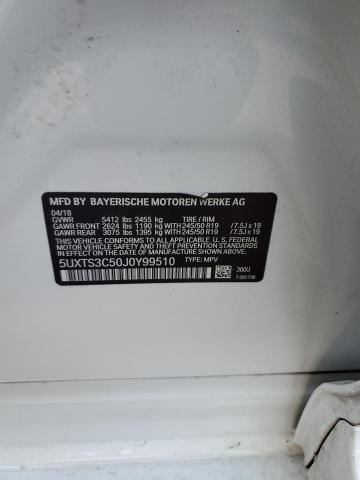 MFD BY BAYERISCHE MOTOREN WERKE AG
04/18
GVWR 5412 lbs 2455 kg TIRE / RIM
GAWR FRONT 2624 lbs 1190 kg WITH 245/50 R19 /7.5J x 19
GAWR REAR 3075 lbs 1395 kg WITH 245/50 R19 /7.5J x 19
THIS VEHICLE CONFORMS TO ALL APPLICABLE FEDERAL
MOTOR VEHICLE SAFETY, BUMPER, AND THEFT PREVENTION
STANDARDS IN EFFECT ON THE DATE OF MANUFACTURE SHOWN ABOVE.
5UXTS3C50J0Y99510 TYPE: MPV 300U